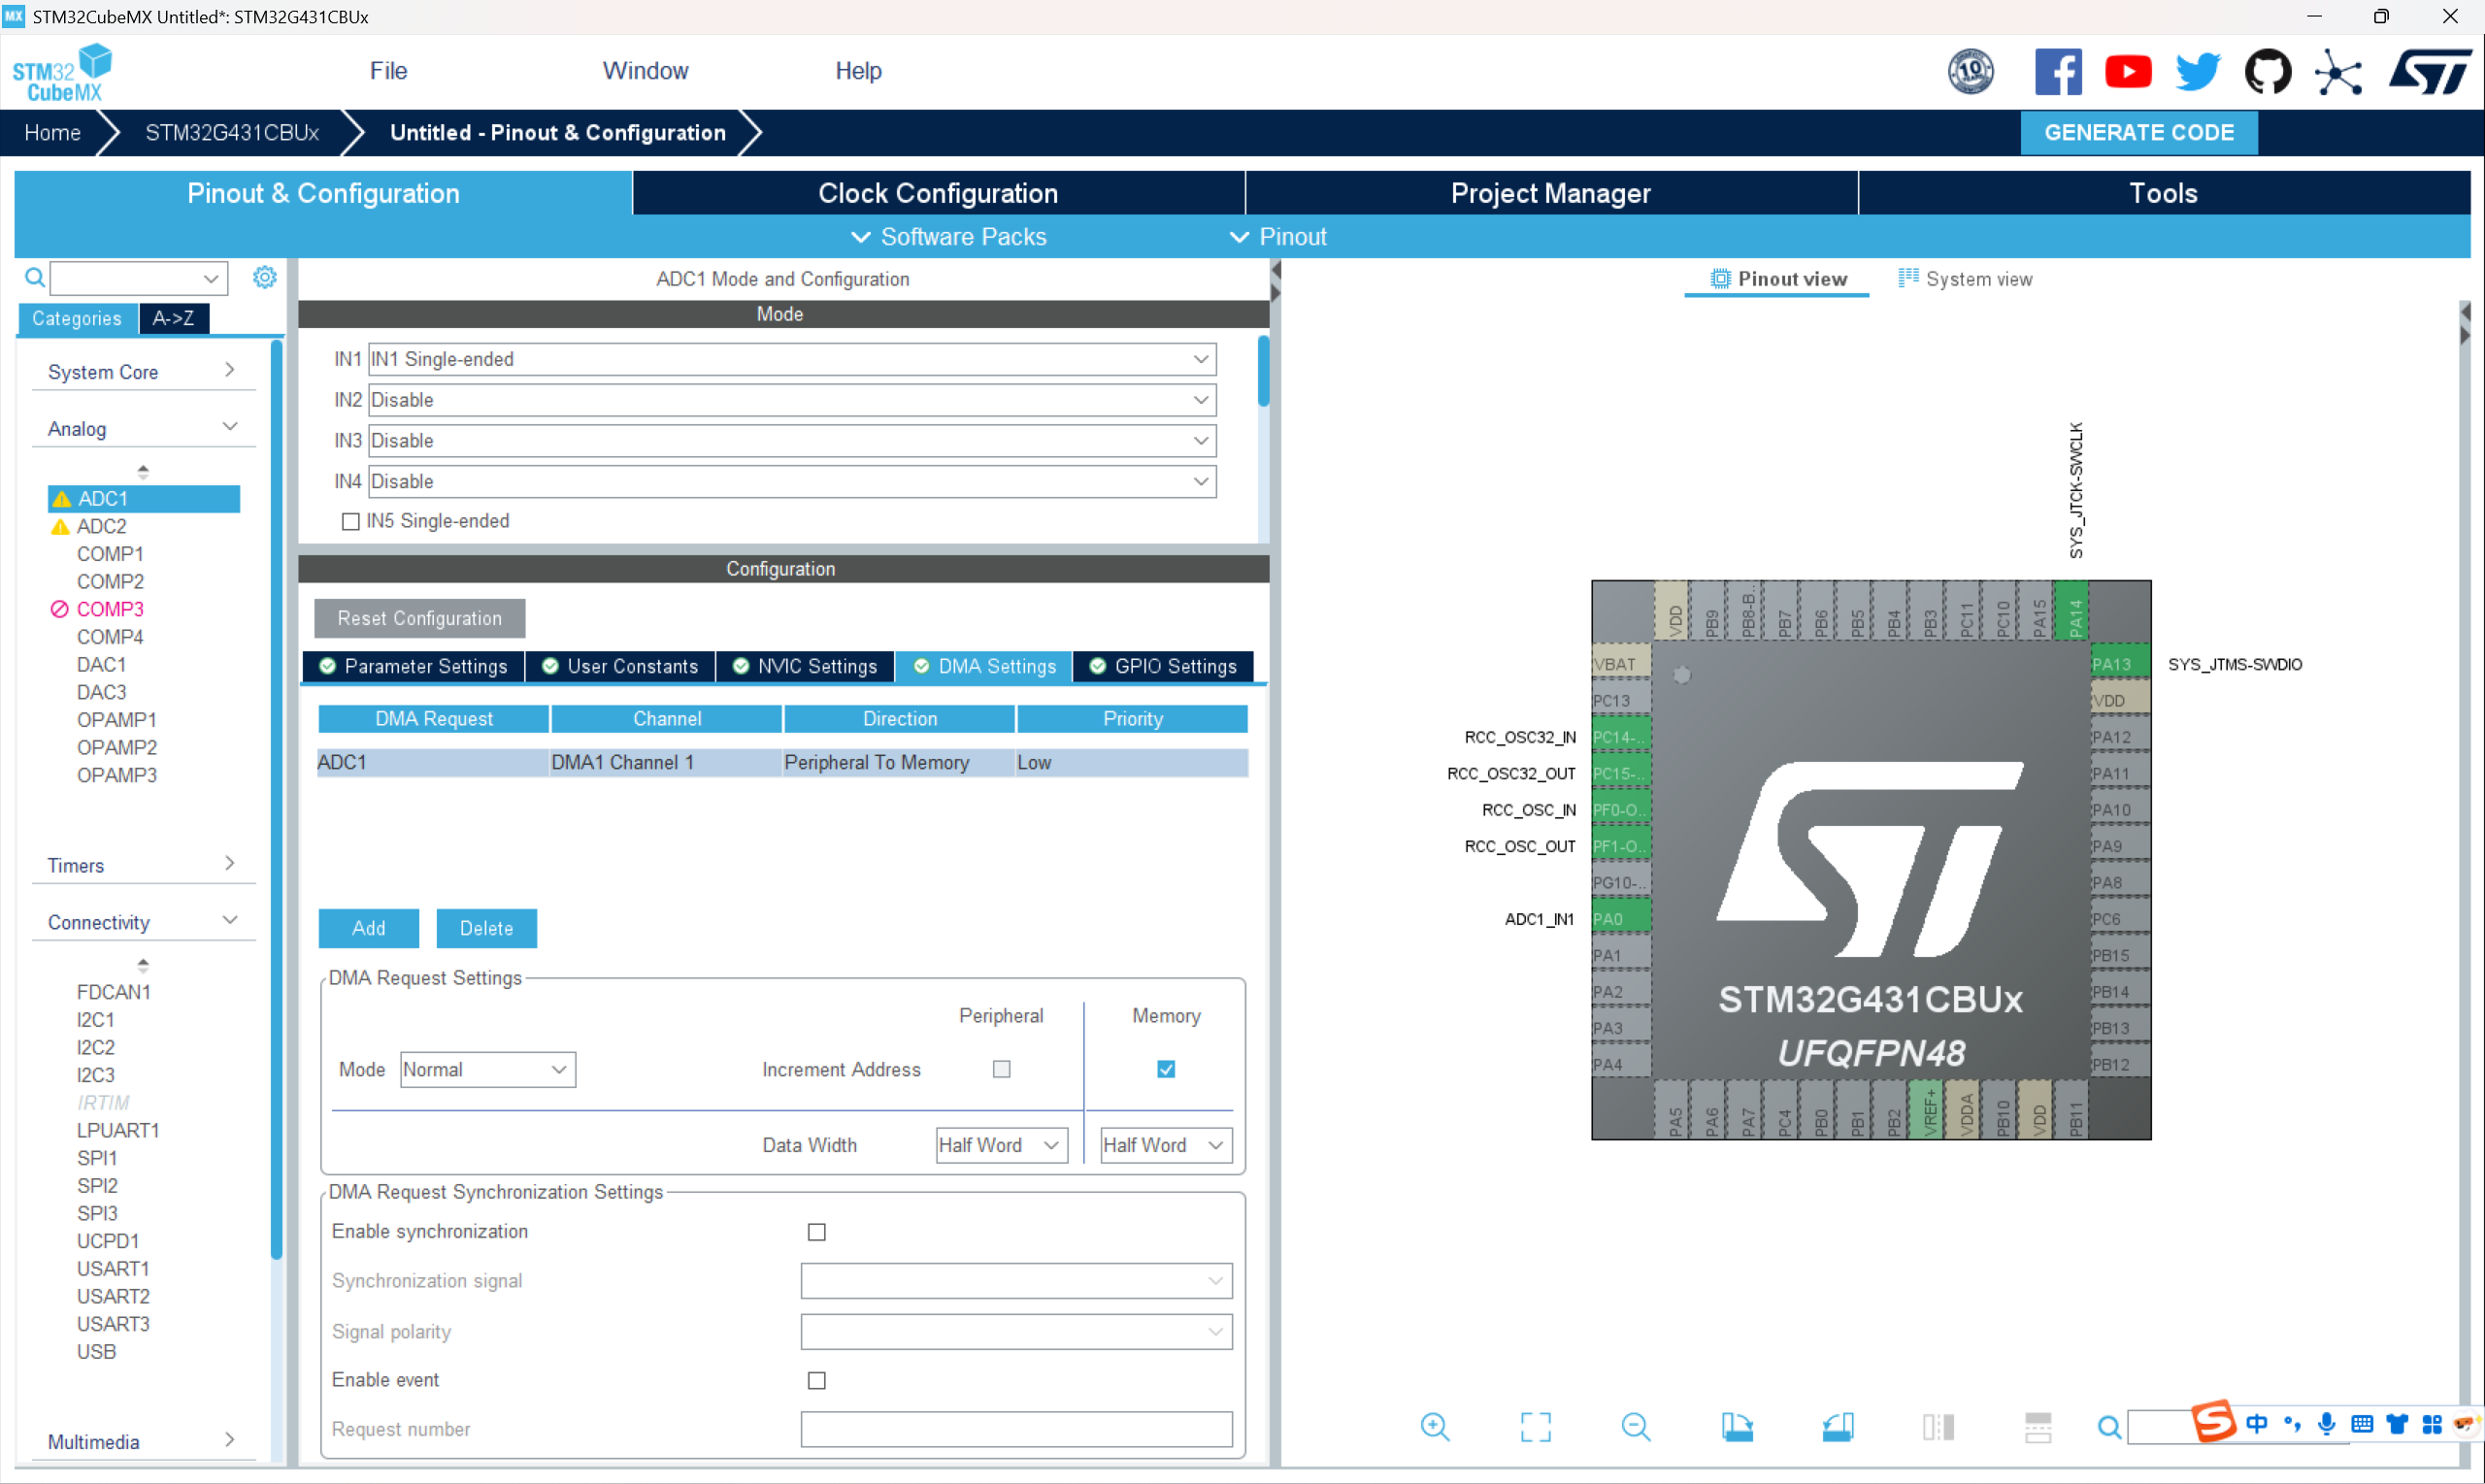 STM32CubeMX Untitled*: STM32G431CBUx
STM32 CubeMX
File
Window
Help
10
Home
STM32G431CBUx
Untitled - Pinout & Configuration
GENERATE CODE
Pinout & Configuration
Clock Configuration
Project Manager
Tools
Software Packs
Pinout
Categories
A->Z
System Core
Analog
ADC1
ADC2
COMP1
COMP2
COMP3
COMP4
DAC1
DAC3
OPAMP1
OPAMP2
OPAMP3
Timers
Connectivity
FDCAN1
I2C1
I2C2
I2C3
IRTIM
LPUART1
SPI1
SPI2
SPI3
UCPD1
USART1
USART2
USART3
USB
Multimedia
ADC1 Mode and Configuration
Mode
IN1 IN1 Single-ended
IN2 Disable
IN3 Disable
IN4 Disable
IN5 Single-ended
Configuration
Reset Configuration
Parameter Settings
User Constants
NVIC Settings
DMA Settings
GPIO Settings
DMA Request Channel Direction Priority
ADC1 DMA1 Channel 1 Peripheral To Memory Low
Add
Delete
DMA Request Settings
Peripheral Memory
Mode Normal Increment Address
Data Width Half Word Half Word
DMA Request Synchronization Settings
Enable synchronization
Synchronization signal
Signal polarity
Enable event
Request number
Pinout view
System view
SYS_JTCK-SWCLK
VDD
PB9
PB8-B..
PB7
PB6
PB5
PB4
PB3
PC11
PC10
PA15
PA14
VBAT
PC13
RCC_OSC32_IN PC14-..
RCC_OSC32_OUT PC15-..
RCC_OSC_IN PF0-O..
RCC_OSC_OUT PF1-O..
PG10-..
ADC1_IN1 PA0
PA1
PA2
PA3
PA4
PA13 SYS_JTMS-SWDIO
VDD
PA12
PA11
PA10
PA9
PA8
PC6
PB15
PB14
PB13
PB12
STM32G431CBUx
UFQFPN48
PA5
PA6
PA7
PC4
PB0
PB1
PB2
VREF+
VDDA
PB10
VDD
PB11
中